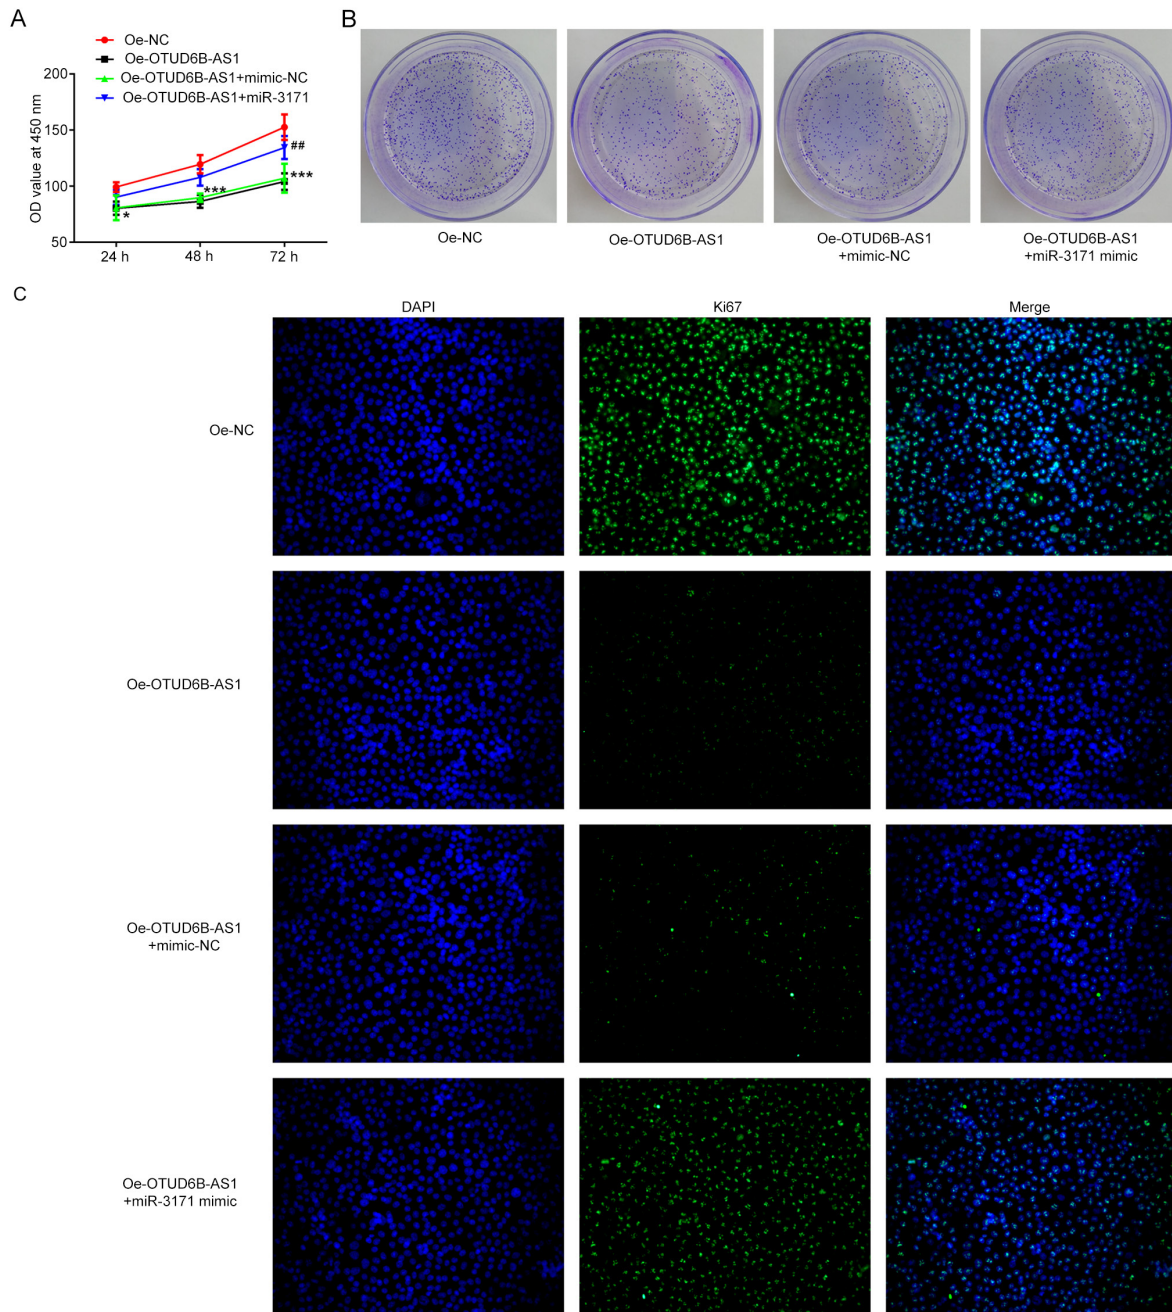 A
Oe-NC
Oe-OTUD6B-AS1
Oe-OTUD6B-AS1+mimic-NC
Oe-OTUD6B-AS1+miR-3171
OD value at 450 nm
200
150
100
50
24 h
48 h
72 h
*
***
***
##
B
Oe-NC
Oe-OTUD6B-AS1
Oe-OTUD6B-AS1
+mimic-NC
Oe-OTUD6B-AS1
+miR-3171 mimic
C
DAPI
Ki67
Merge
Oe-NC
Oe-OTUD6B-AS1
Oe-OTUD6B-AS1
+mimic-NC
Oe-OTUD6B-AS1
+miR-3171 mimic